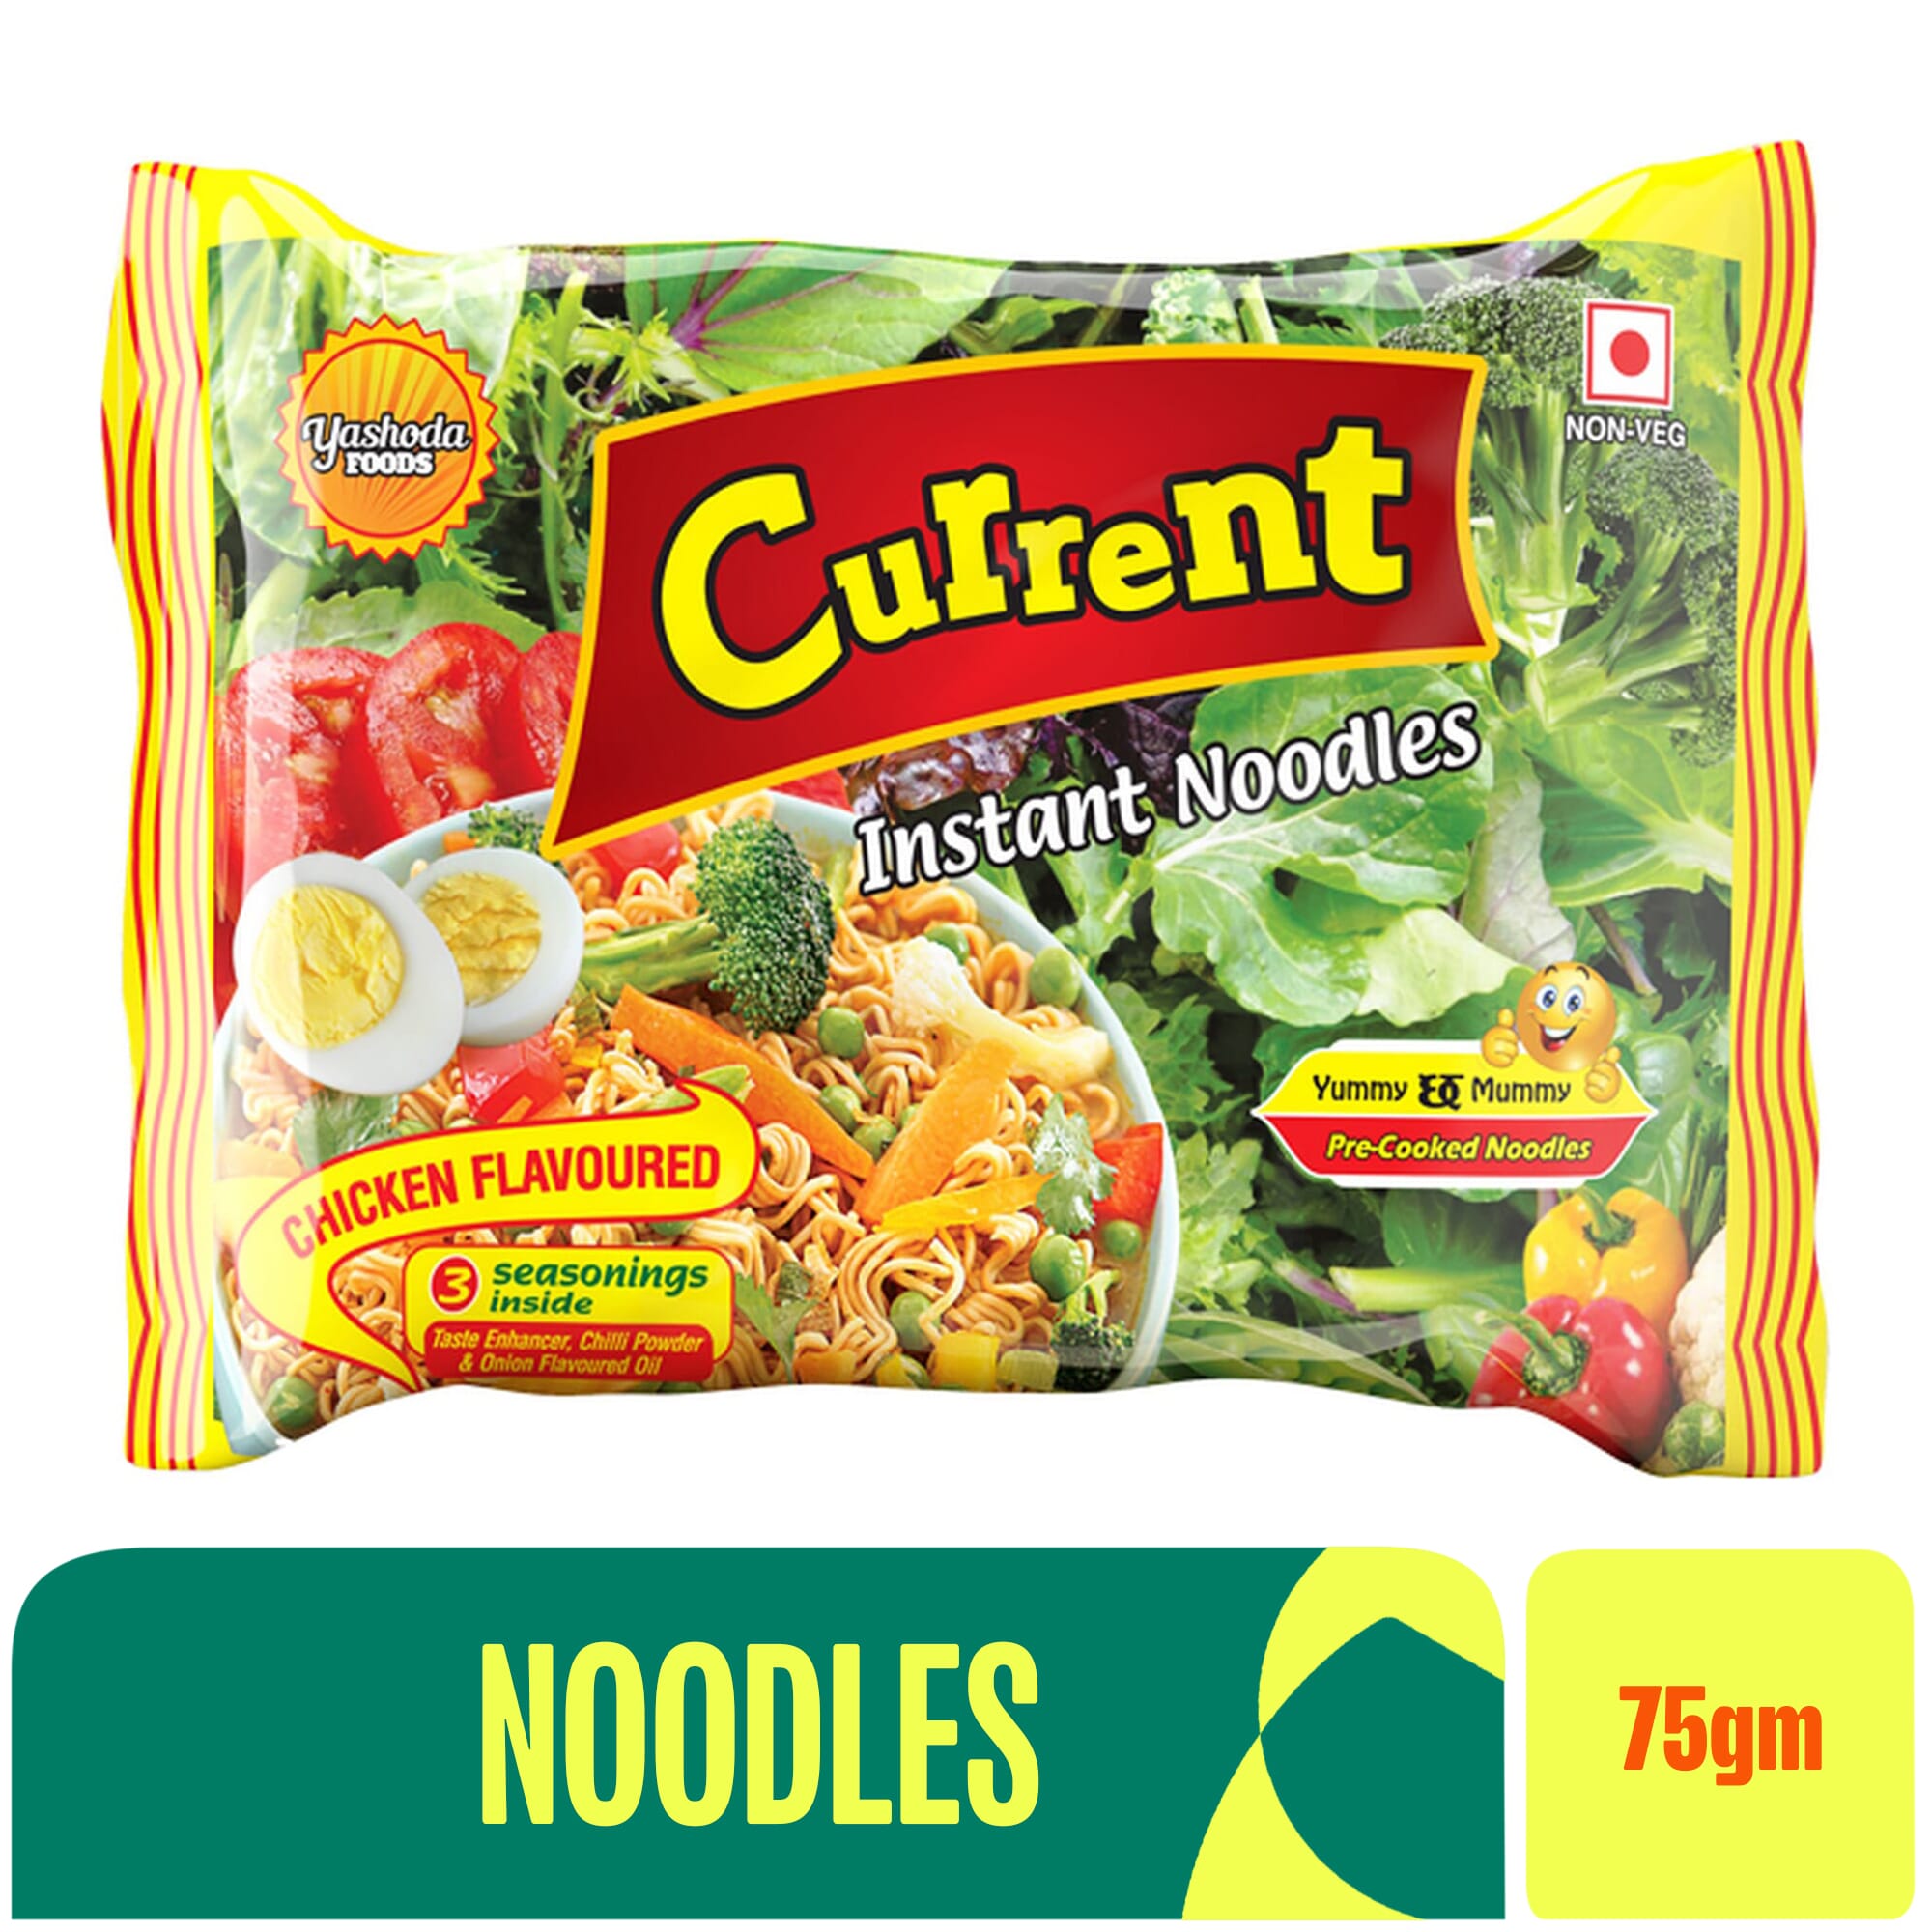 Yashoda
FOODS
Current
NON-VEG
Instant Noodles
Yummy छ Mummy
Pre-Cooked Noodles
CHICKEN FLAVOURED
3 seasonings
inside
Taste Enhancer, Chilli Powder
& Onion Flavoured Oil
NOODLES
75gm